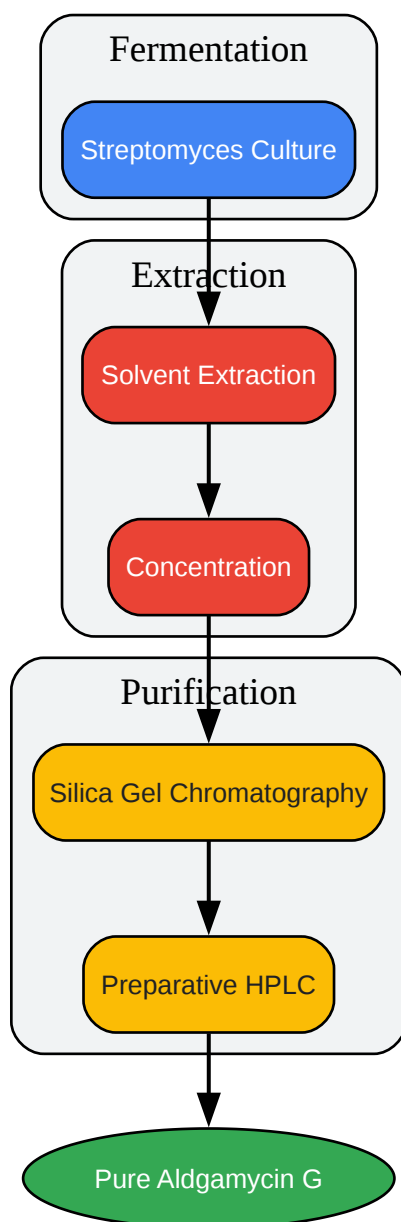 Fermentation
Streptomyces Culture
Extraction
Solvent Extraction
Concentration
Purification
Silica Gel Chromatography
Preparative HPLC
Pure Aldgamycin G